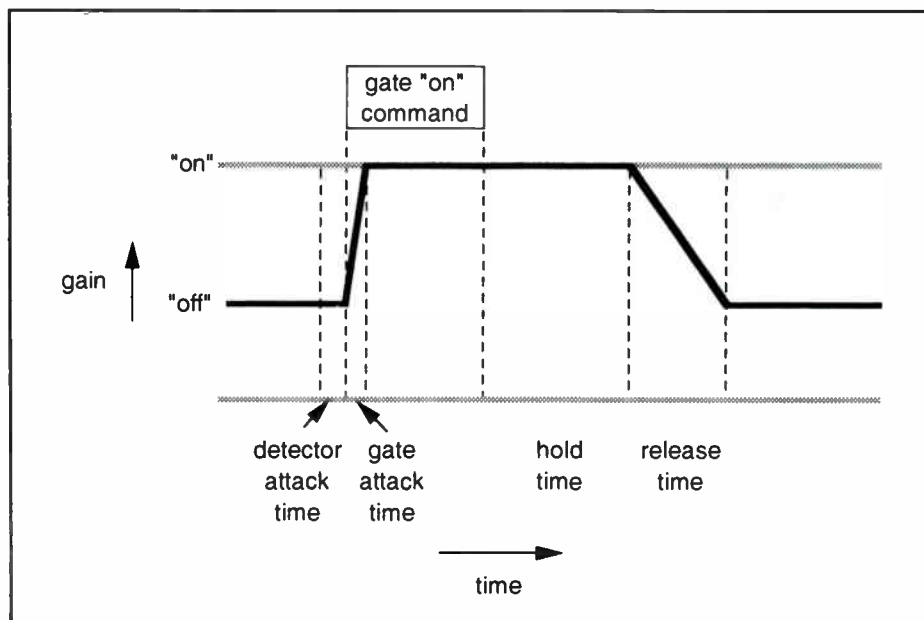 gate "on"
command
"on"
gain
"off"
detector
attack
time
gate
attack
time
hold
time
release
time
time